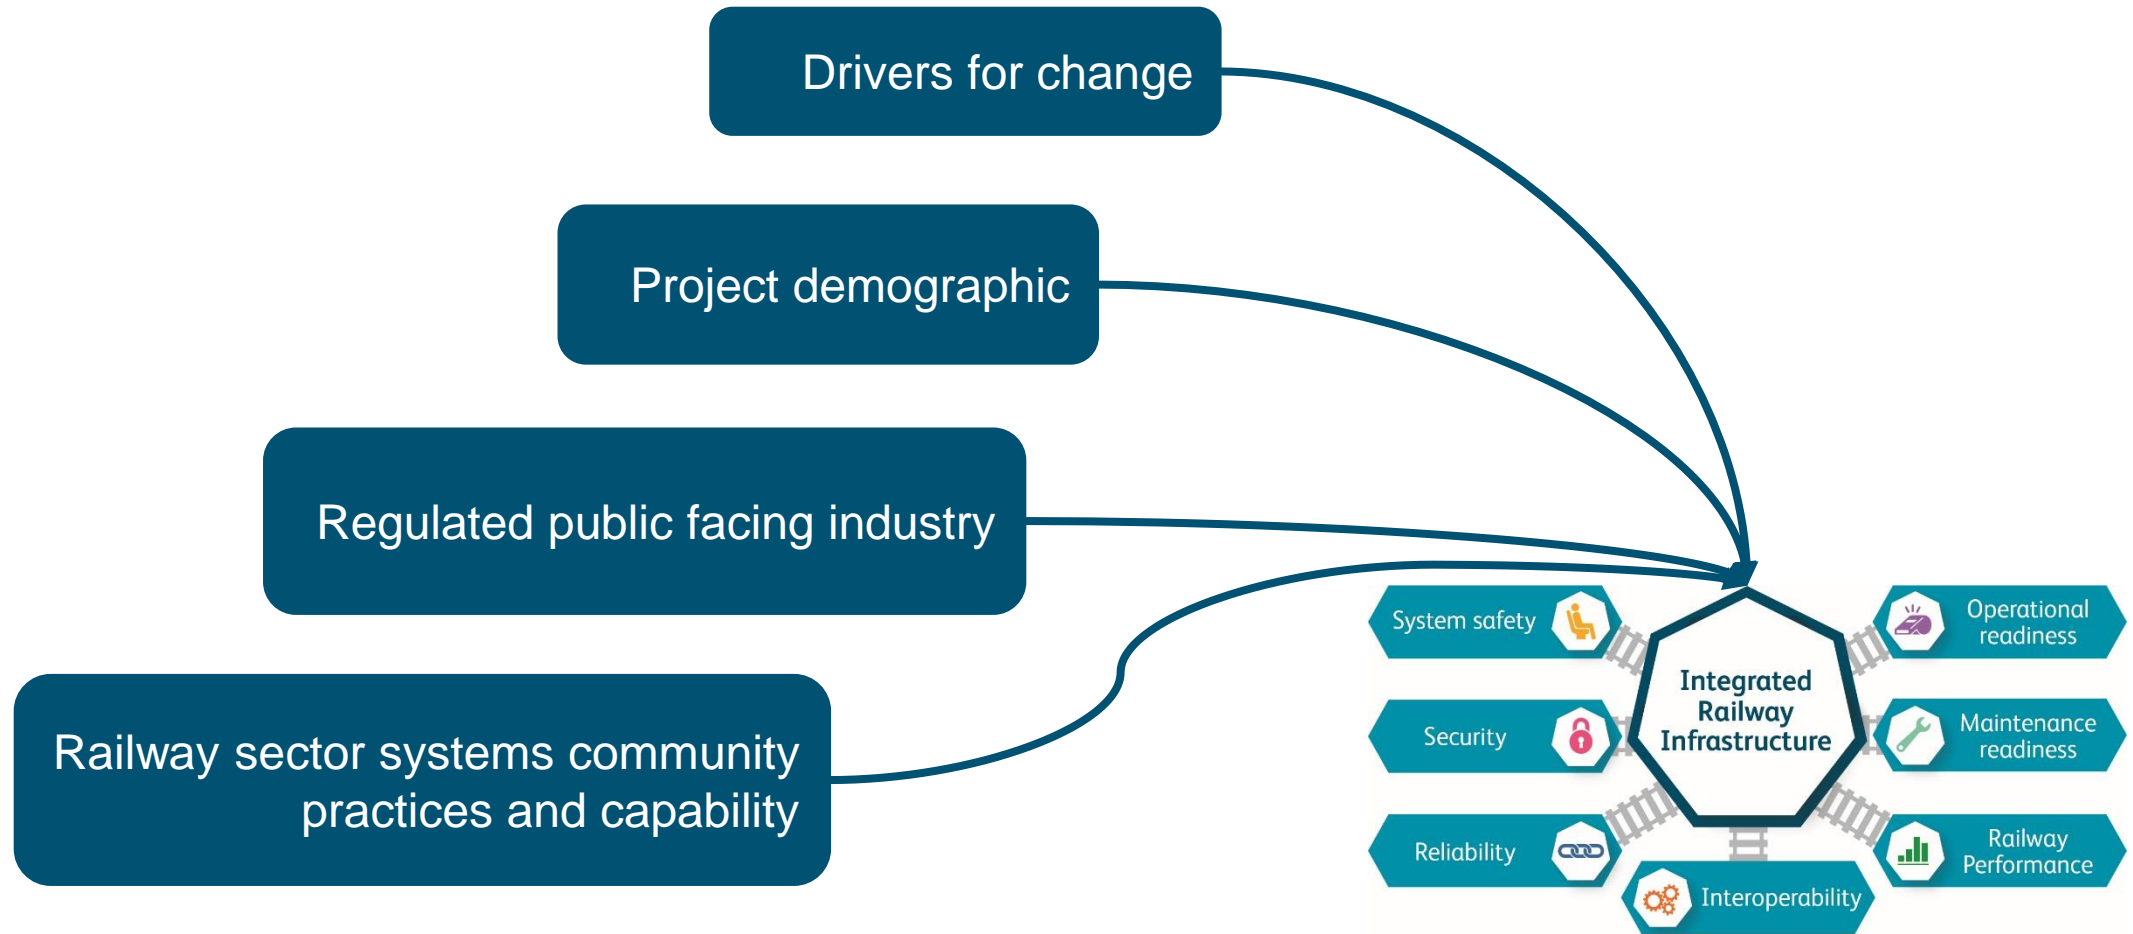 Drivers for change
Project demographic
Regulated public facing industry
Railway sector systems community
practices and capability
System safety
Security
Reliability
Interoperability
Integrated
Railway
Infrastructure
Operational
readiness
Maintenance
readiness
Railway
Performance